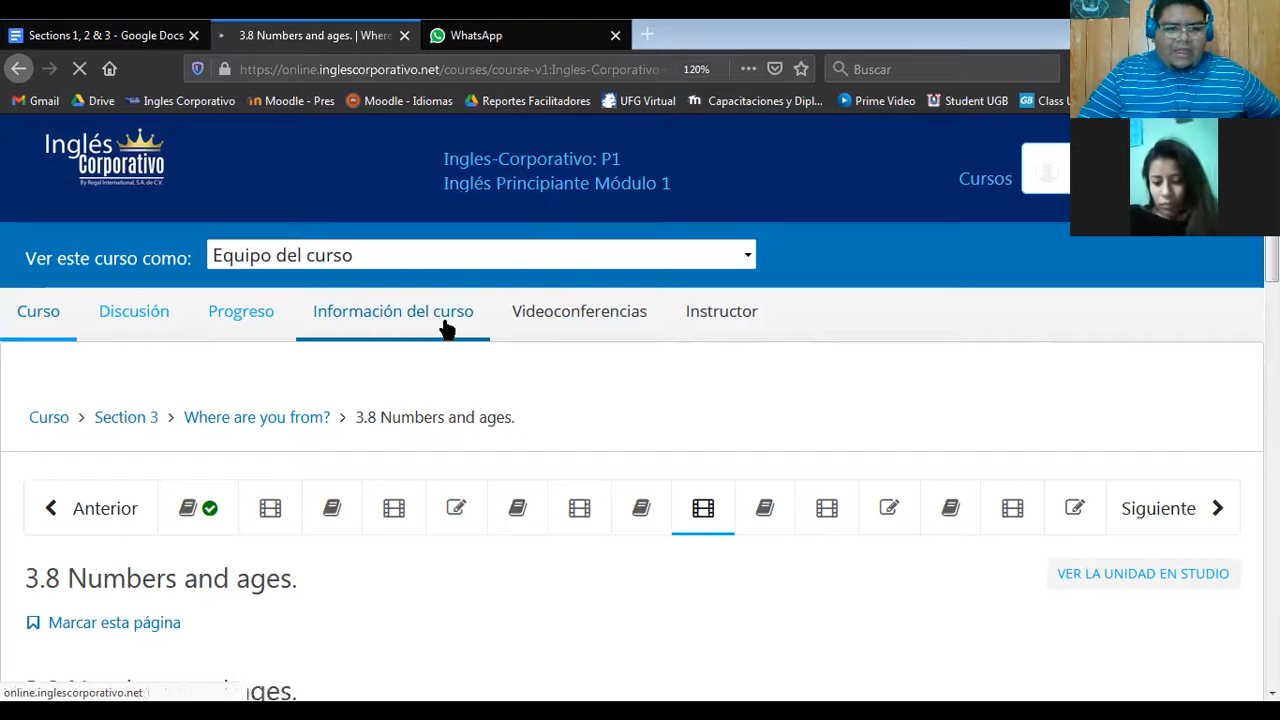 Sections 1, 2 & 3 - Google Docs
3.8 Numbers and ages. | Where
WhatsApp
https://online.inglescorporativo.net/courses/course-v1:Ingles-Corporativo
120%
Buscar
Gmail
Drive
Ingles Corporativo
Moodle - Pres
Moodle - Idiomas
Reportes Facilitadores
UFG Virtual
Capacitaciones y Dipl...
Prime Video
Student UGB
Class
Inglés
Corporativo
By Regal International, S.A. de C.V.
Ingles-Corporativo: P1
Inglés Principiante Módulo 1
Cursos
Ver este curso como:
Equipo del curso
Curso
Discusión
Progreso
Información del curso
Videoconferencias
Instructor
Curso > Section 3 > Where are you from? > 3.8 Numbers and ages.
Anterior
Siguiente
3.8 Numbers and ages.
VER LA UNIDAD EN STUDIO
Marcar esta página
online.inglescorporativo.net